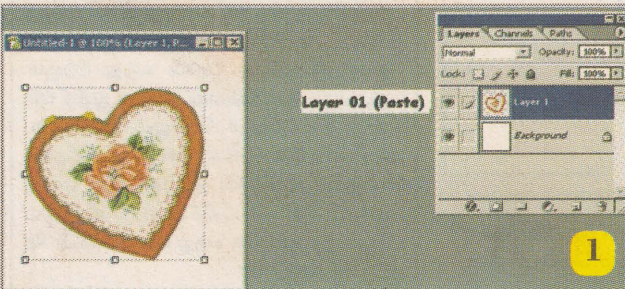 Untitled-1 @ 100% (Layer 1, R...
Layer 01 (Paste)
Layers Channels Paths
Normal Opacity: 100%
Lock: Fill: 100%
Layer 1
Background
1